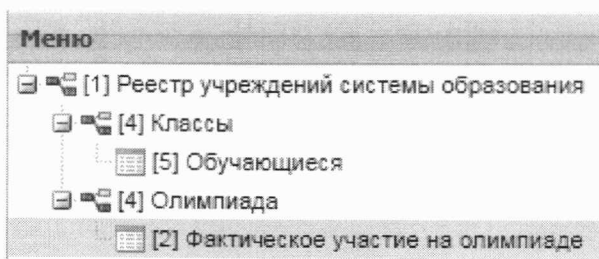 Меню
[1] Реестр учреждений системы образования
[4] Классы
[5] Обучающиеся
[4] Олимпиада
[2] Фактическое участие на олимпиаде